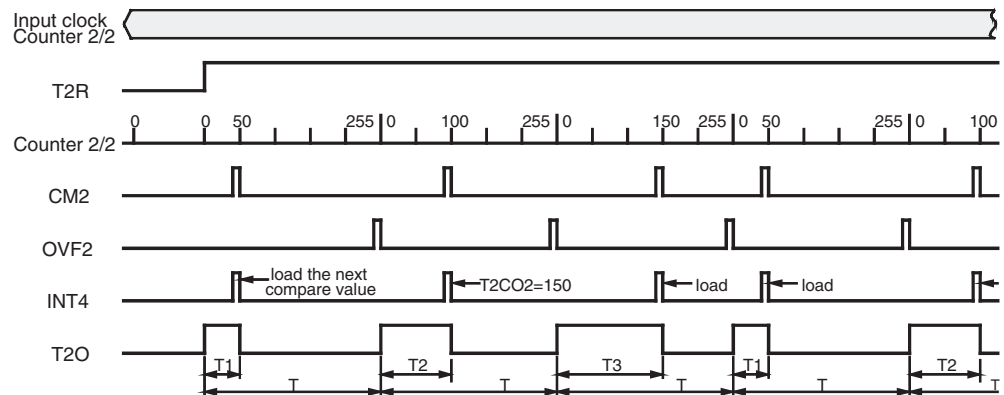 Input clock
Counter 2/2
T2R
0 0 50 255 0 100 255 0 150 255 0 50 255 0 100
Counter 2/2
CM2
OVF2
INT4
load the next
compare value
T2CO2=150
load
load
T2O
T1 T2 T3 T1 T2
T T T T T